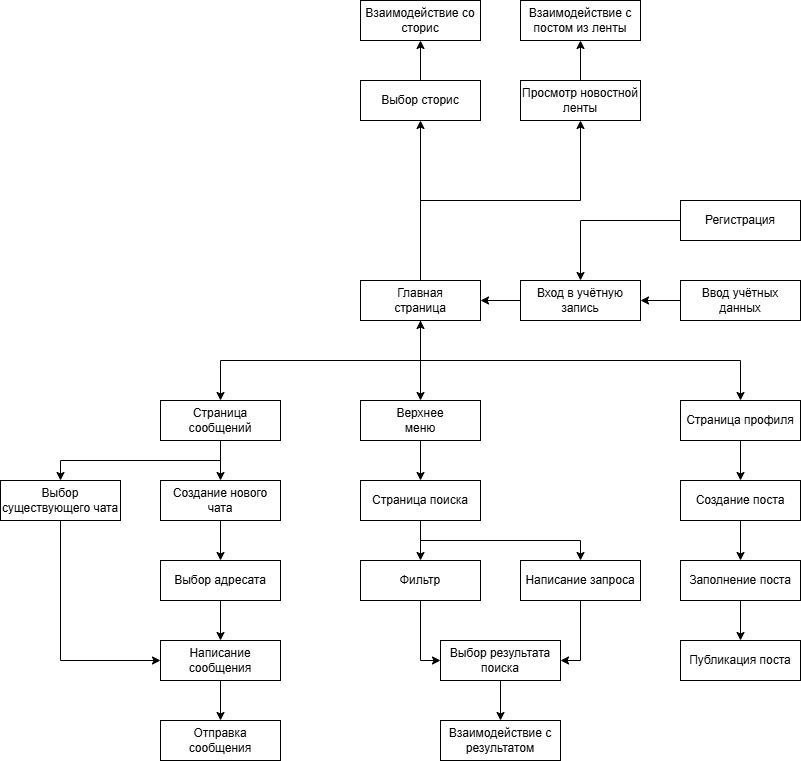 Взаимодействие со
сторис
Взаимодействие с
постом из ленты
Выбор сторис
Просмотр новостной
ленты
Регистрация
Главная
страница
Вход в учётную
запись
Ввод учётных
данных
Страница
сообщений
Верхнее
меню
Страница профиля
Выбор
существующего чата
Создание нового
чата
Страница поиска
Создание поста
Выбор адресата
Фильтр
Написание запроса
Заполнение поста
Написание
сообщения
Выбор результата
поиска
Публикация поста
Отправка
сообщения
Взаимодействие с
результатом